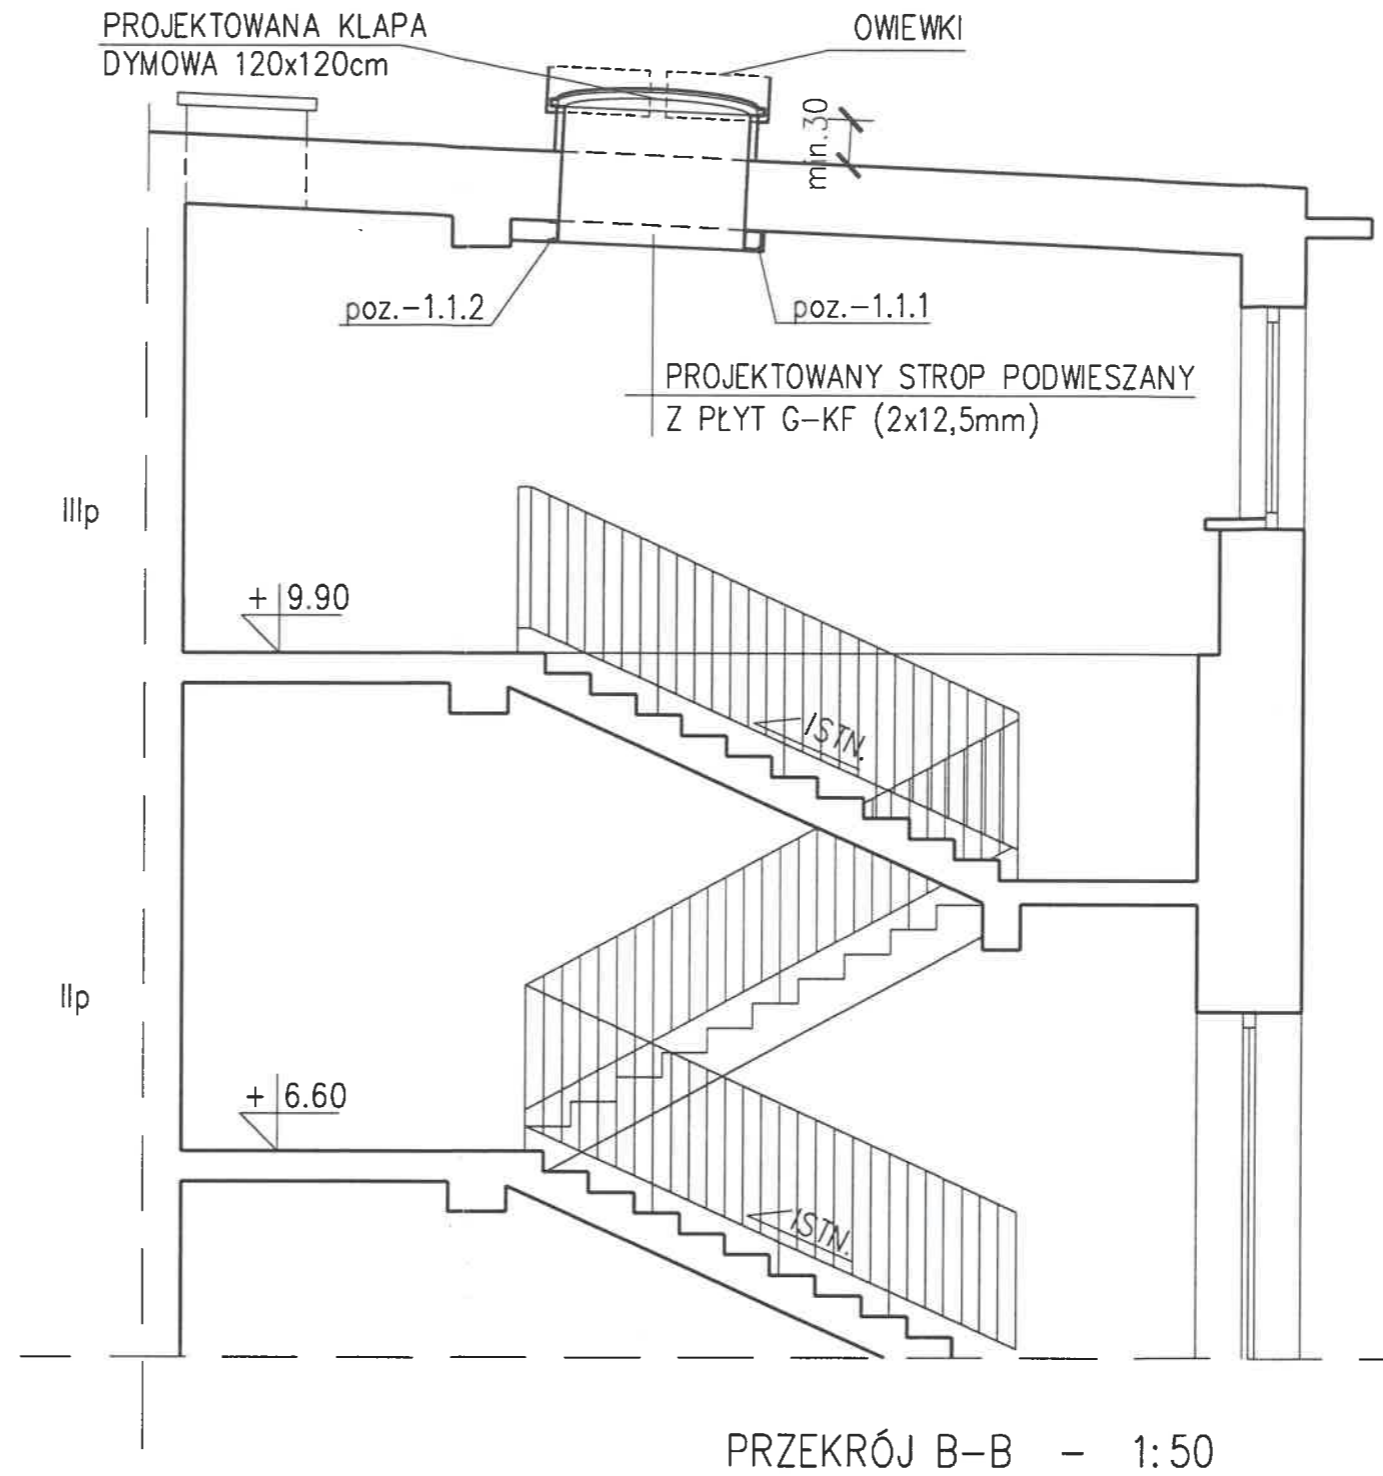 PROJEKTOWANA KLAPA
DYMOWA 120x120cm
OWIEWKI
min.30
poz.-1.1.2
poz.-1.1.1
PROJEKTOWANY STROP PODWIESZANY
Z PŁYT G-KF (2x12,5mm)
IIIp
+ 9.90
ISTN.
IIp
+ 6.60
ISTN.
PRZEKRÓJ B-B - 1:50